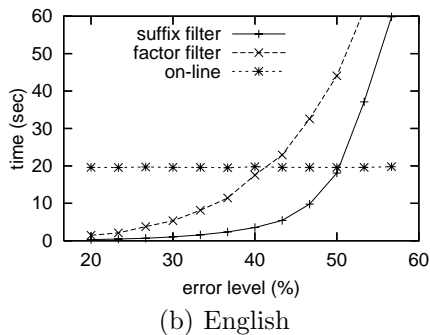 60
50
40
30
20
10
0
time (sec)
suffix filter
factor filter
on-line
20 30 40 50 60
error level (%)
(b) English